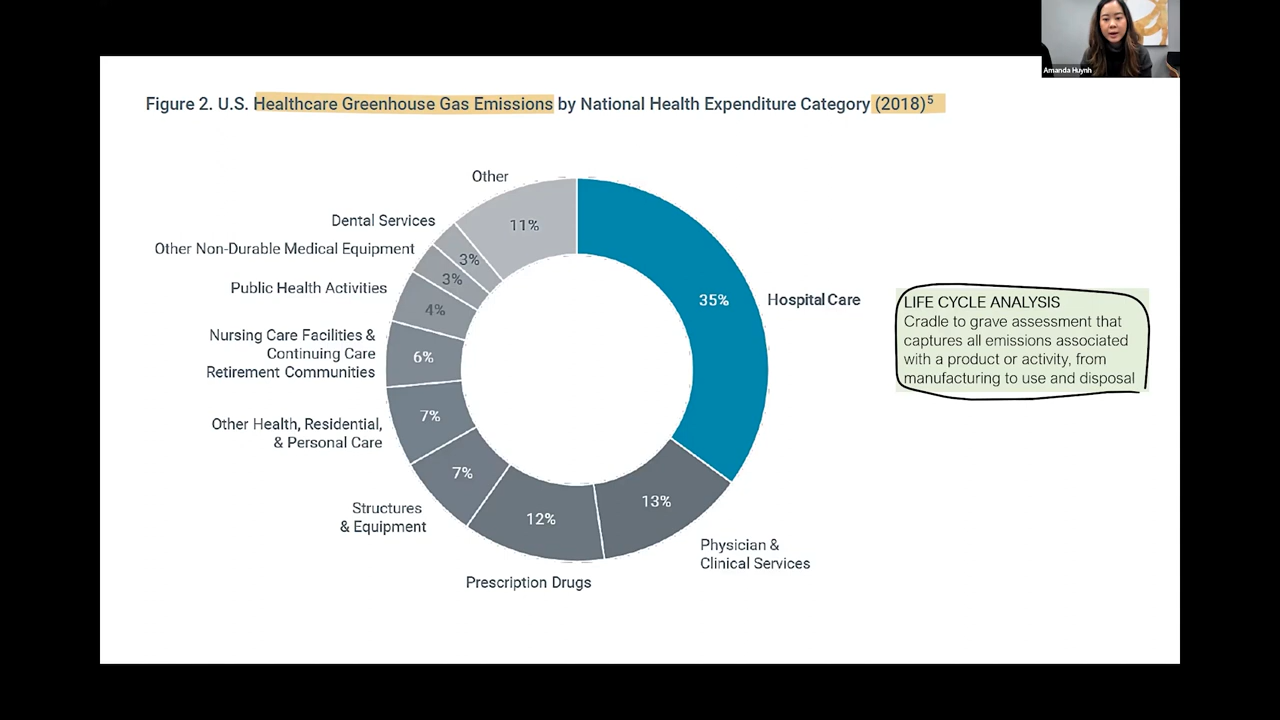 Amanda Huynh
Figure 2. U.S. Healthcare Greenhouse Gas Emissions by National Health Expenditure Category (2018)5
Other
11%
Dental Services
3%
Other Non-Durable Medical Equipment
3%
Public Health Activities
4%
Nursing Care Facilities &
Continuing Care
Retirement Communities
6%
Other Health, Residential,
& Personal Care
7%
Structures
& Equipment
7%
Prescription Drugs
12%
Physician &
Clinical Services
13%
Hospital Care
35%
LIFE CYCLE ANALYSIS
Cradle to grave assessment that
captures all emissions associated
with a product or activity, from
manufacturing to use and disposal